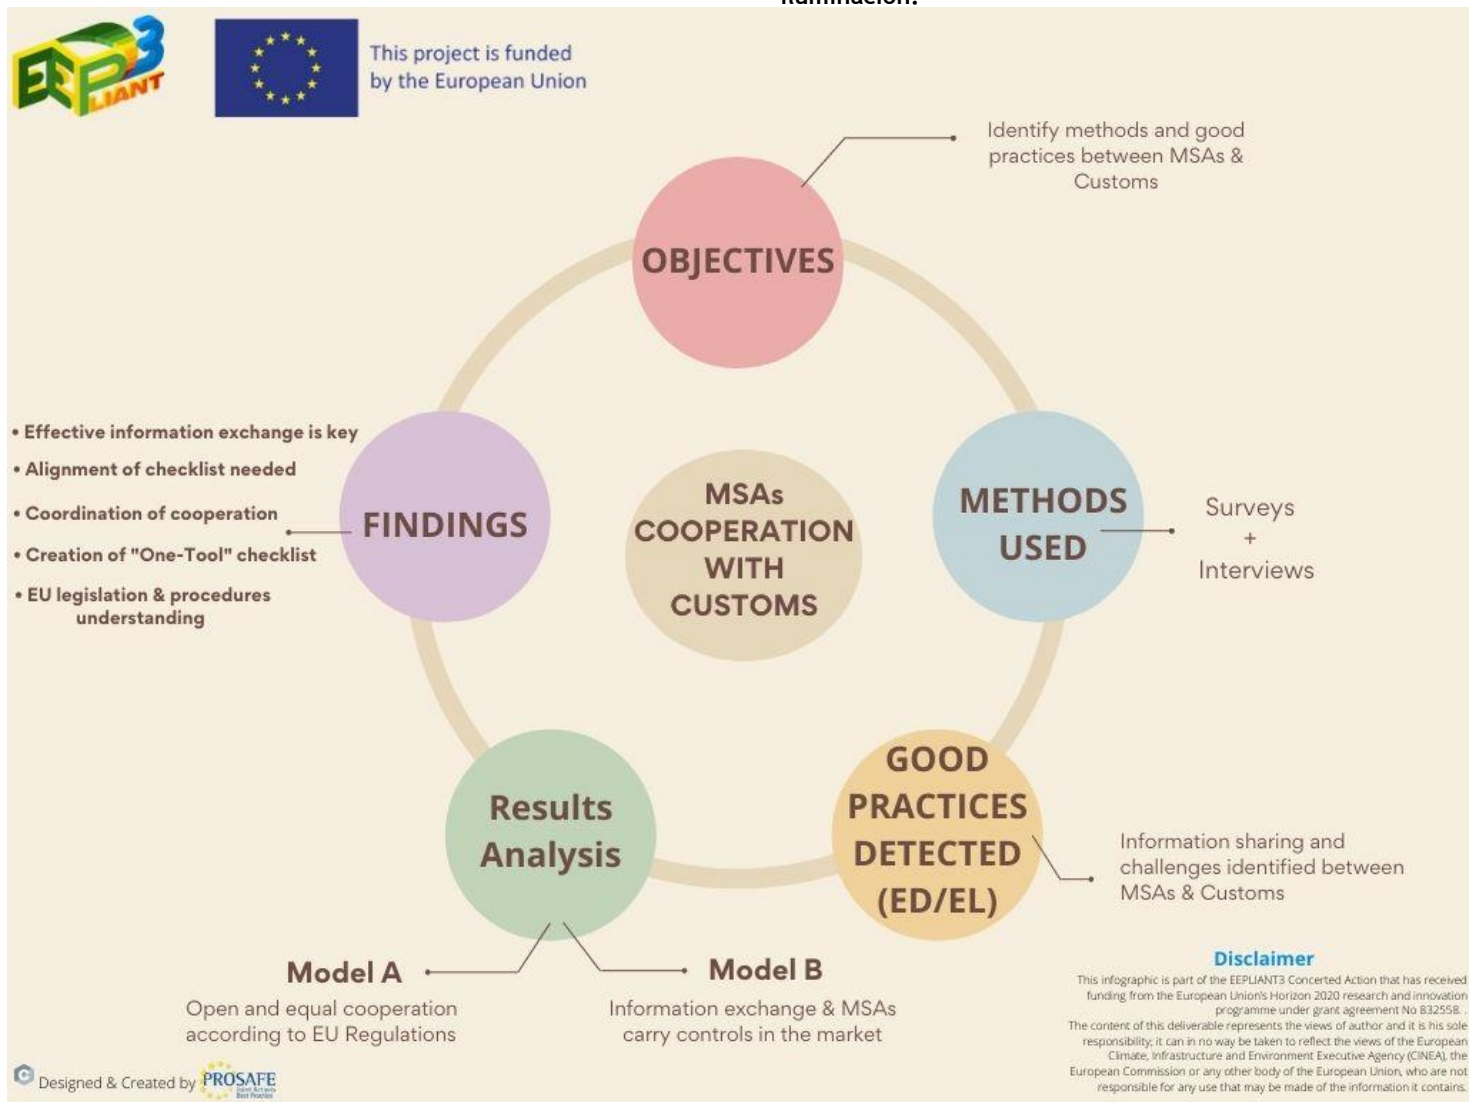 iluminación.
EEP3
LIANT
This project is funded
by the European Union
Identify methods and good
practices between MSAs &
Customs
OBJECTIVES
• Effective information exchange is key
• Alignment of checklist needed
• Coordination of cooperation
• Creation of "One-Tool" checklist
• EU legislation & procedures
understanding
FINDINGS
MSAs
COOPERATION
WITH
CUSTOMS
METHODS
USED
Surveys
+
Interviews
Results
Analysis
GOOD
PRACTICES
DETECTED
(ED/EL)
Information sharing and
challenges identified between
MSAs & Customs
Model A
Open and equal cooperation
according to EU Regulations
Model B
Information exchange & MSAs
carry controls in the market
Disclaimer
This infographic is part of the EEPLIANT3 Concerted Action that has received
funding from the European Union's Horizon 2020 research and innovation
programme under grant agreement No 832558. .
The content of this deliverable represents the views of author and it is his sole
responsibility; it can in no way be taken to reflect the views of the European
Climate, Infrastructure and Environment Executive Agency (CINEA), the
European Commission or any other body of the European Union, who are not
responsible for any use that may be made of the information it contains.
C Designed & Created by PROSAFE
Joint Actions
Best Practice